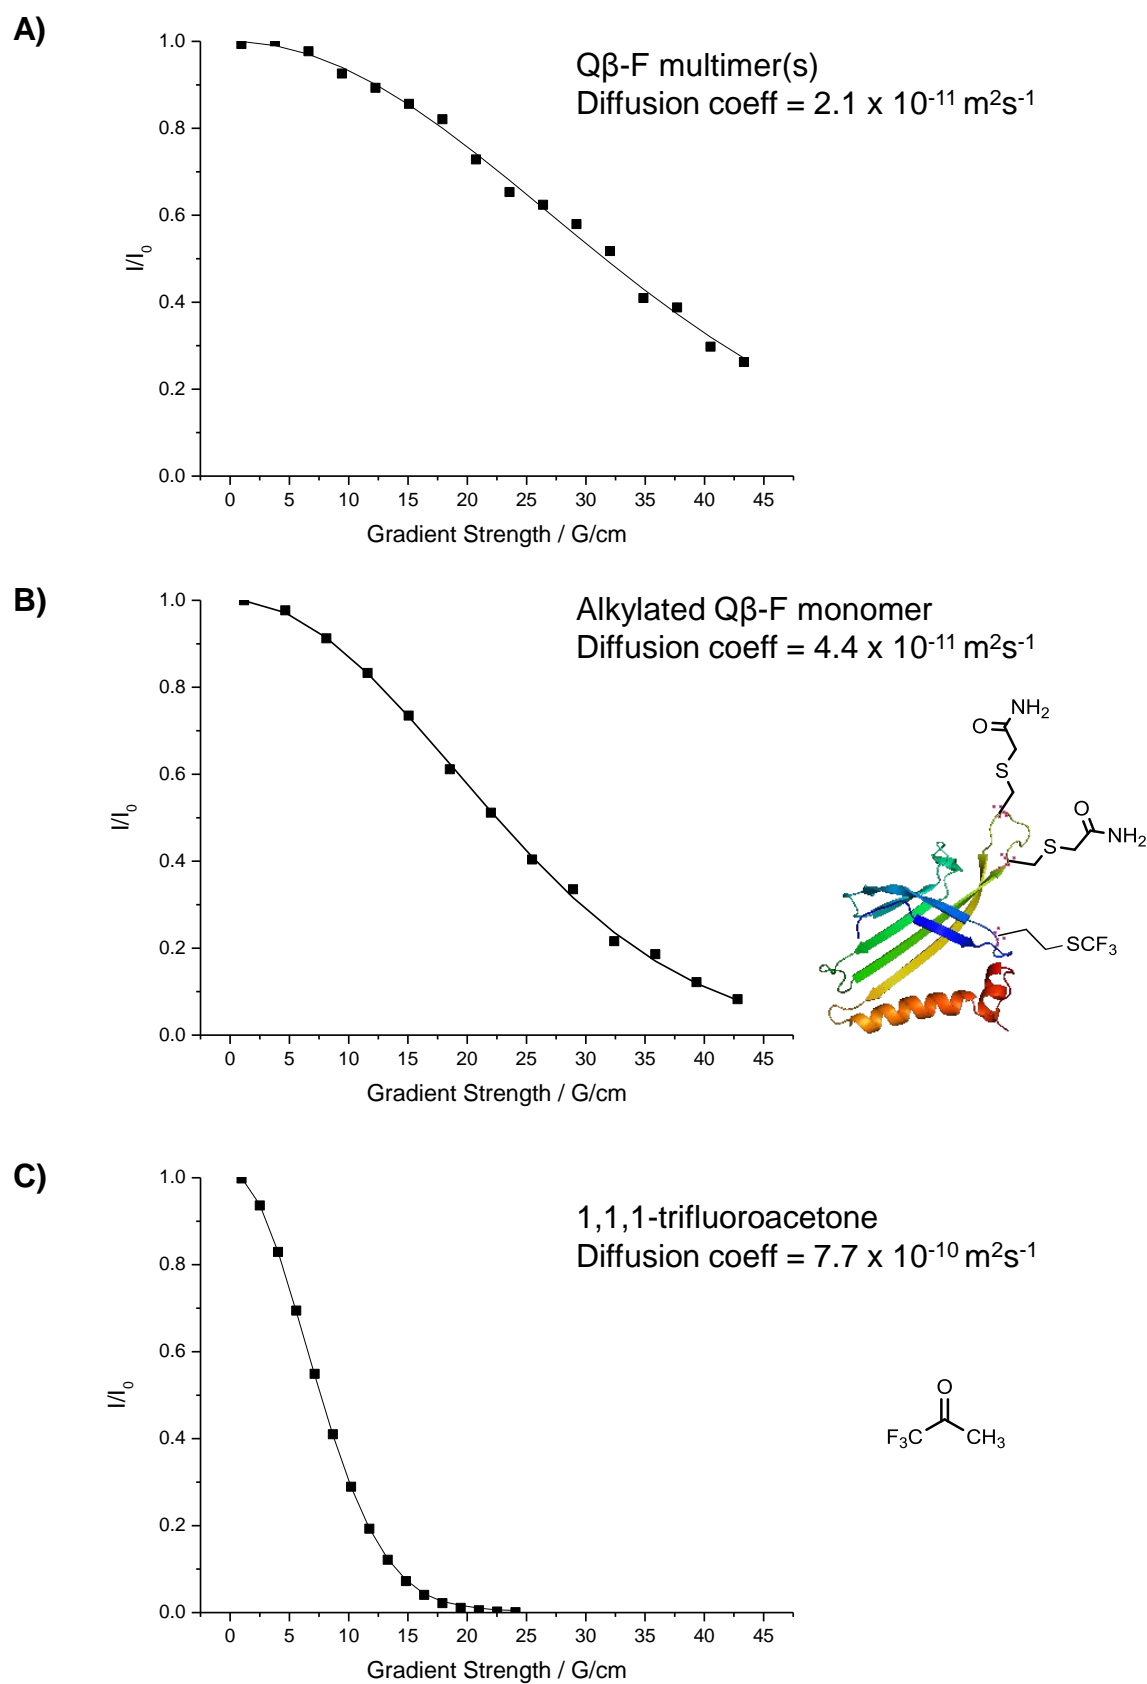 A)
Qβ-F multimer(s)
Diffusion coeff = 2.1 x 10⁻¹¹ m²s⁻¹
1.0
0.8
0.6
0.4
0.2
0.0
I/I₀
0 5 10 15 20 25 30 35 40 45
Gradient Strength / G/cm
B)
Alkylated Qβ-F monomer
Diffusion coeff = 4.4 x 10⁻¹¹ m²s⁻¹
1.0
0.8
0.6
0.4
0.2
0.0
I/I₀
0 5 10 15 20 25 30 35 40 45
Gradient Strength / G/cm
NH₂
O
S
O
S
NH₂
SCF₃
C)
1,1,1-trifluoroacetone
Diffusion coeff = 7.7 x 10⁻¹⁰ m²s⁻¹
1.0
0.8
0.6
0.4
0.2
0.0
I/I₀
0 5 10 15 20 25 30 35 40 45
Gradient Strength / G/cm
O
F₃C CH₃